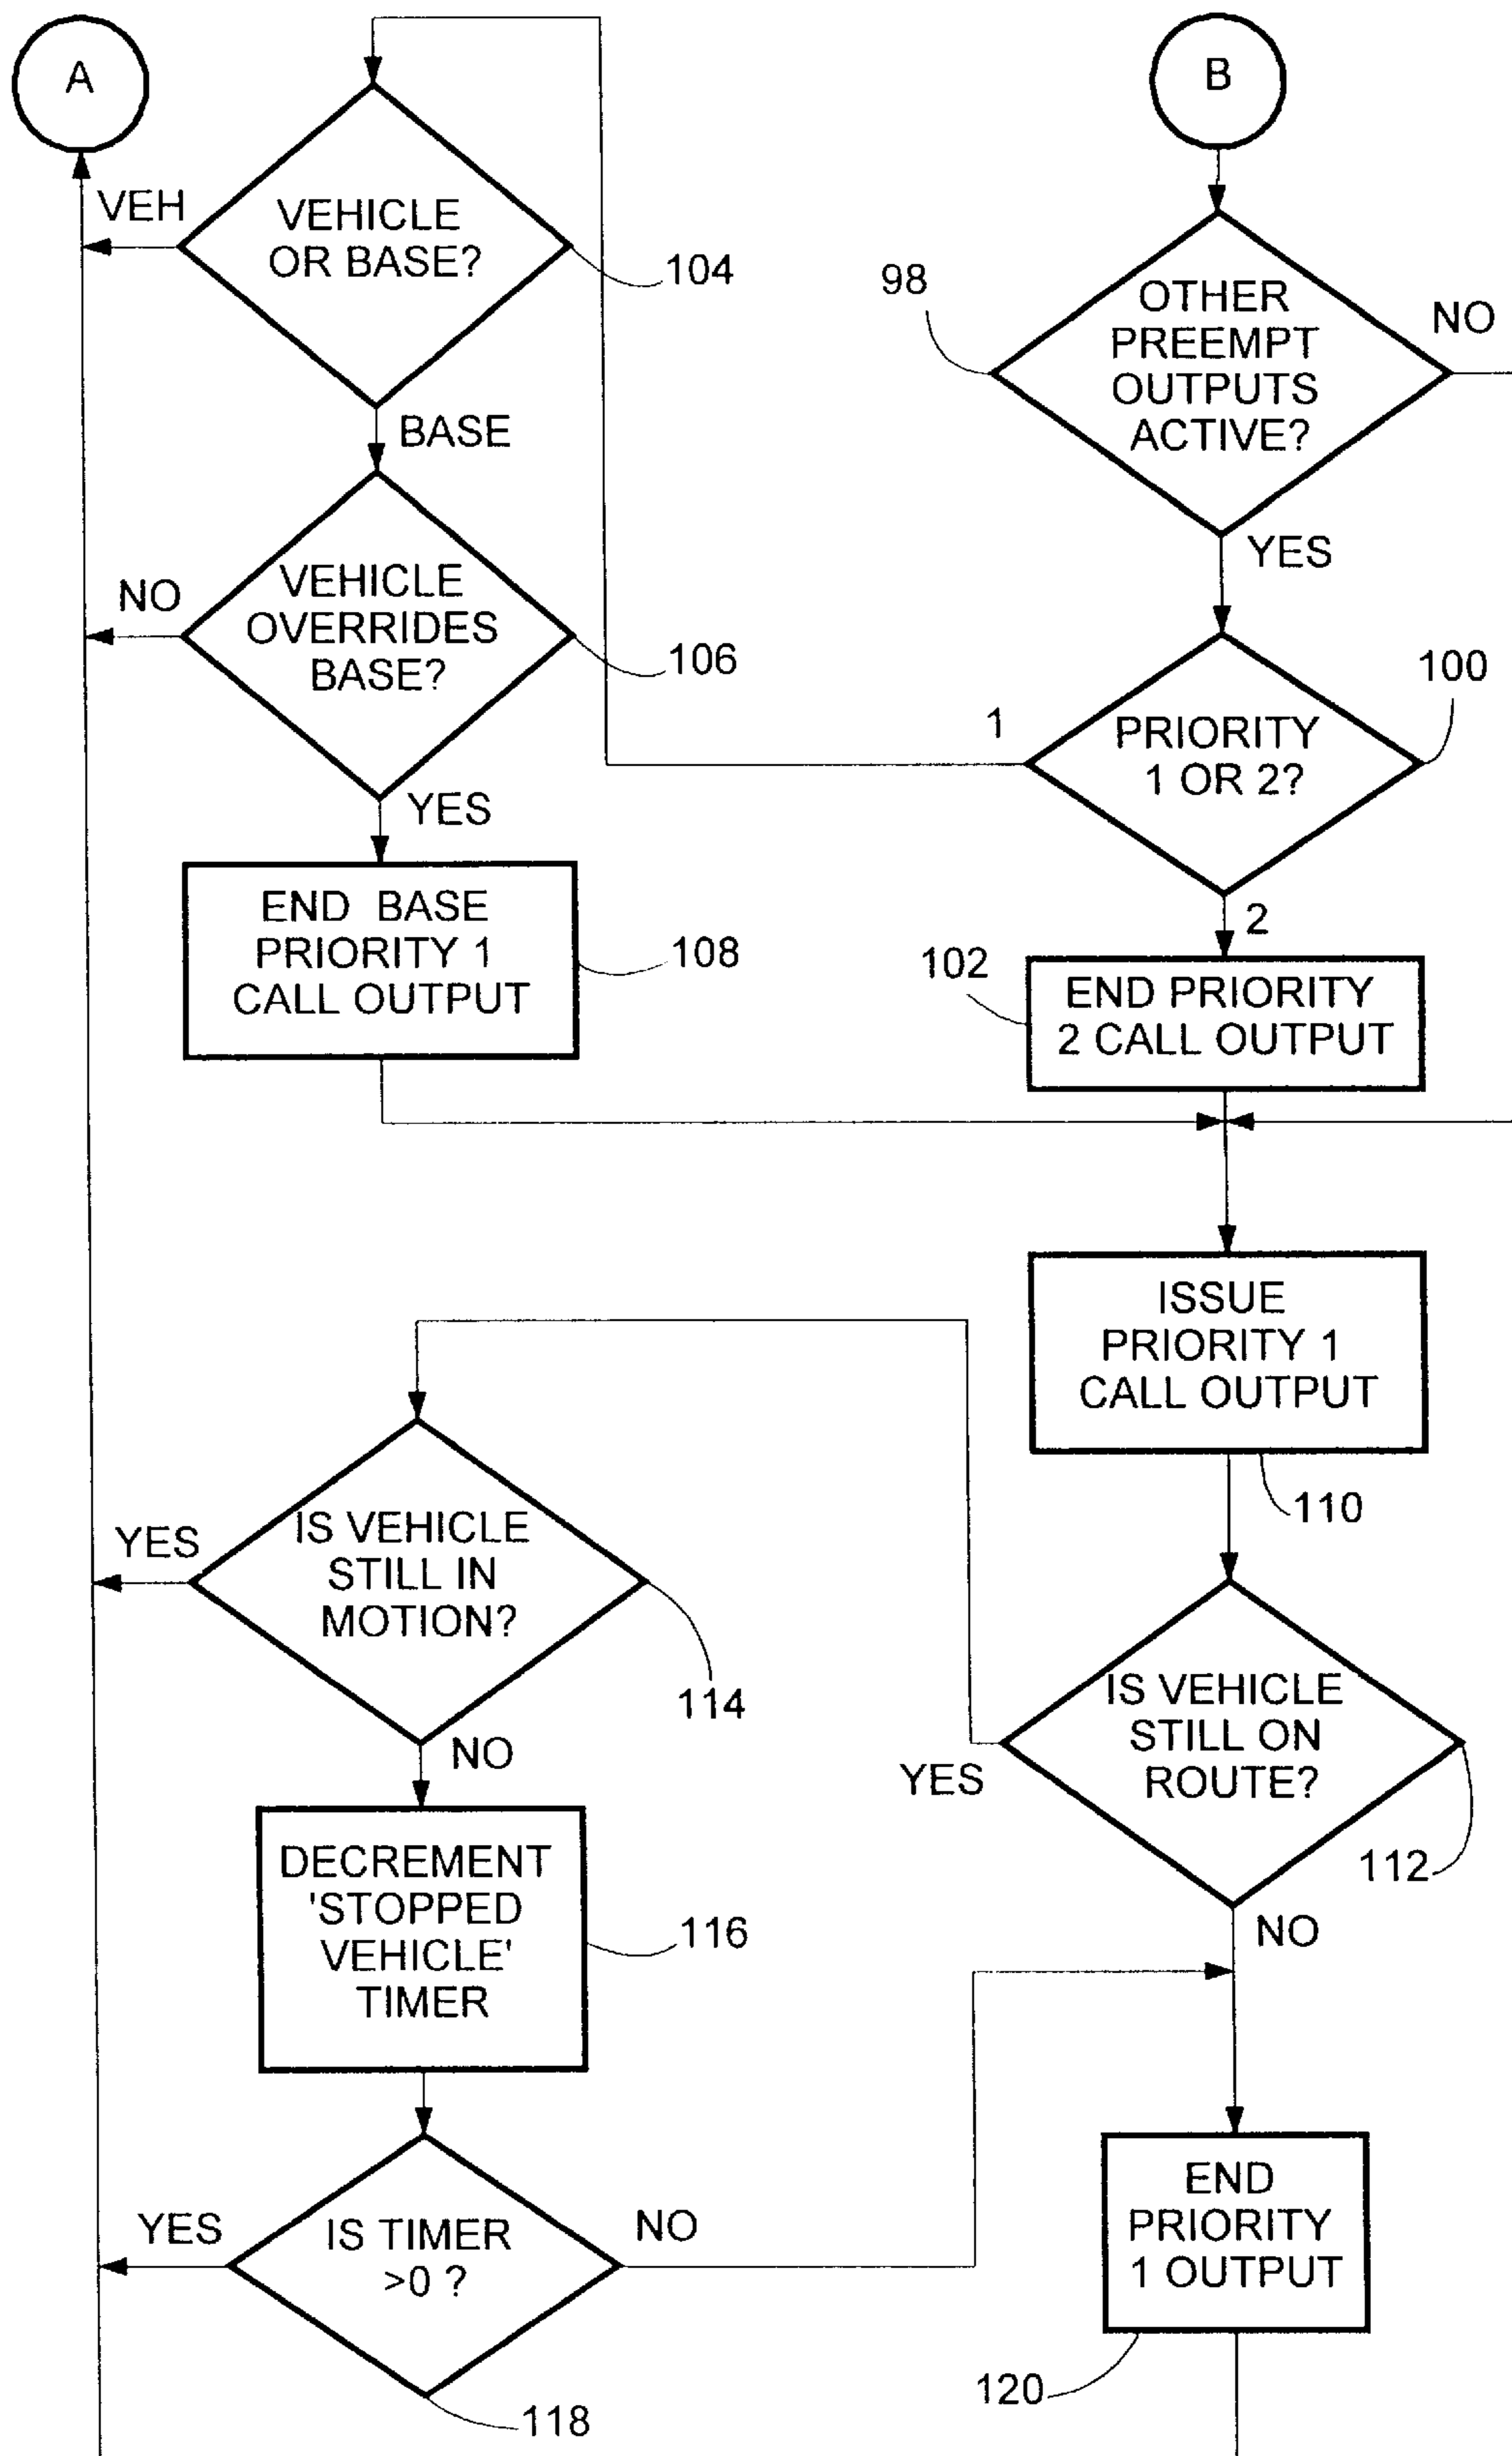 A
B
VEH
VEHICLE
OR BASE?
104
BASE
98
OTHER
PREEMPT
OUTPUTS
ACTIVE?
NO
YES
NO
VEHICLE
OVERRIDES
BASE?
106
YES
1
PRIORITY
1 OR 2?
100
2
END BASE
PRIORITY 1
CALL OUTPUT
108
102
END PRIORITY
2 CALL OUTPUT
ISSUE
PRIORITY 1
CALL OUTPUT
110
YES
IS VEHICLE
STILL IN
MOTION?
114
NO
IS VEHICLE
STILL ON
ROUTE?
YES
112
NO
DECREMENT
'STOPPED
VEHICLE'
TIMER
116
YES
IS TIMER
>0 ?
NO
118
END
PRIORITY
1 OUTPUT
120